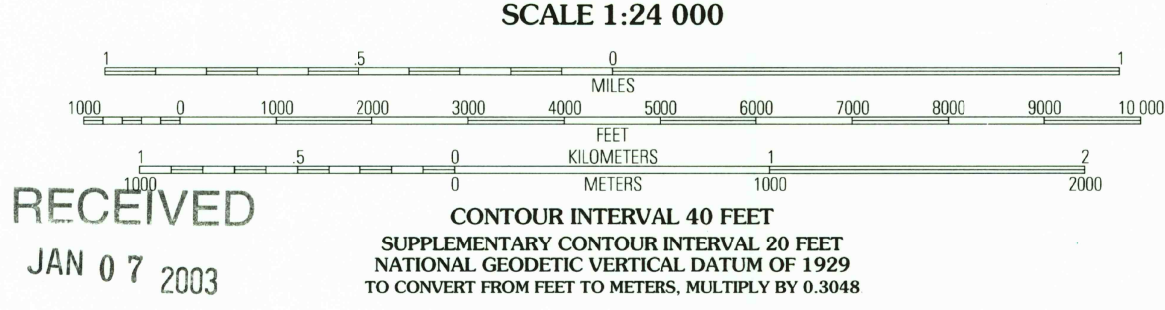 SCALE 1:24 000
1 .5 0 1
MILES
1000 0 1000 2000 3000 4000 5000 6000 7000 8000 9000 10 000
FEET
1 .5 0 KILOMETERS 1 2
1000 0 METERS 1000 2000
RECEIVED
JAN 07 2003
CONTOUR INTERVAL 40 FEET
SUPPLEMENTARY CONTOUR INTERVAL 20 FEET
NATIONAL GEODETIC VERTICAL DATUM OF 1929
TO CONVERT FROM FEET TO METERS, MULTIPLY BY 0.3048